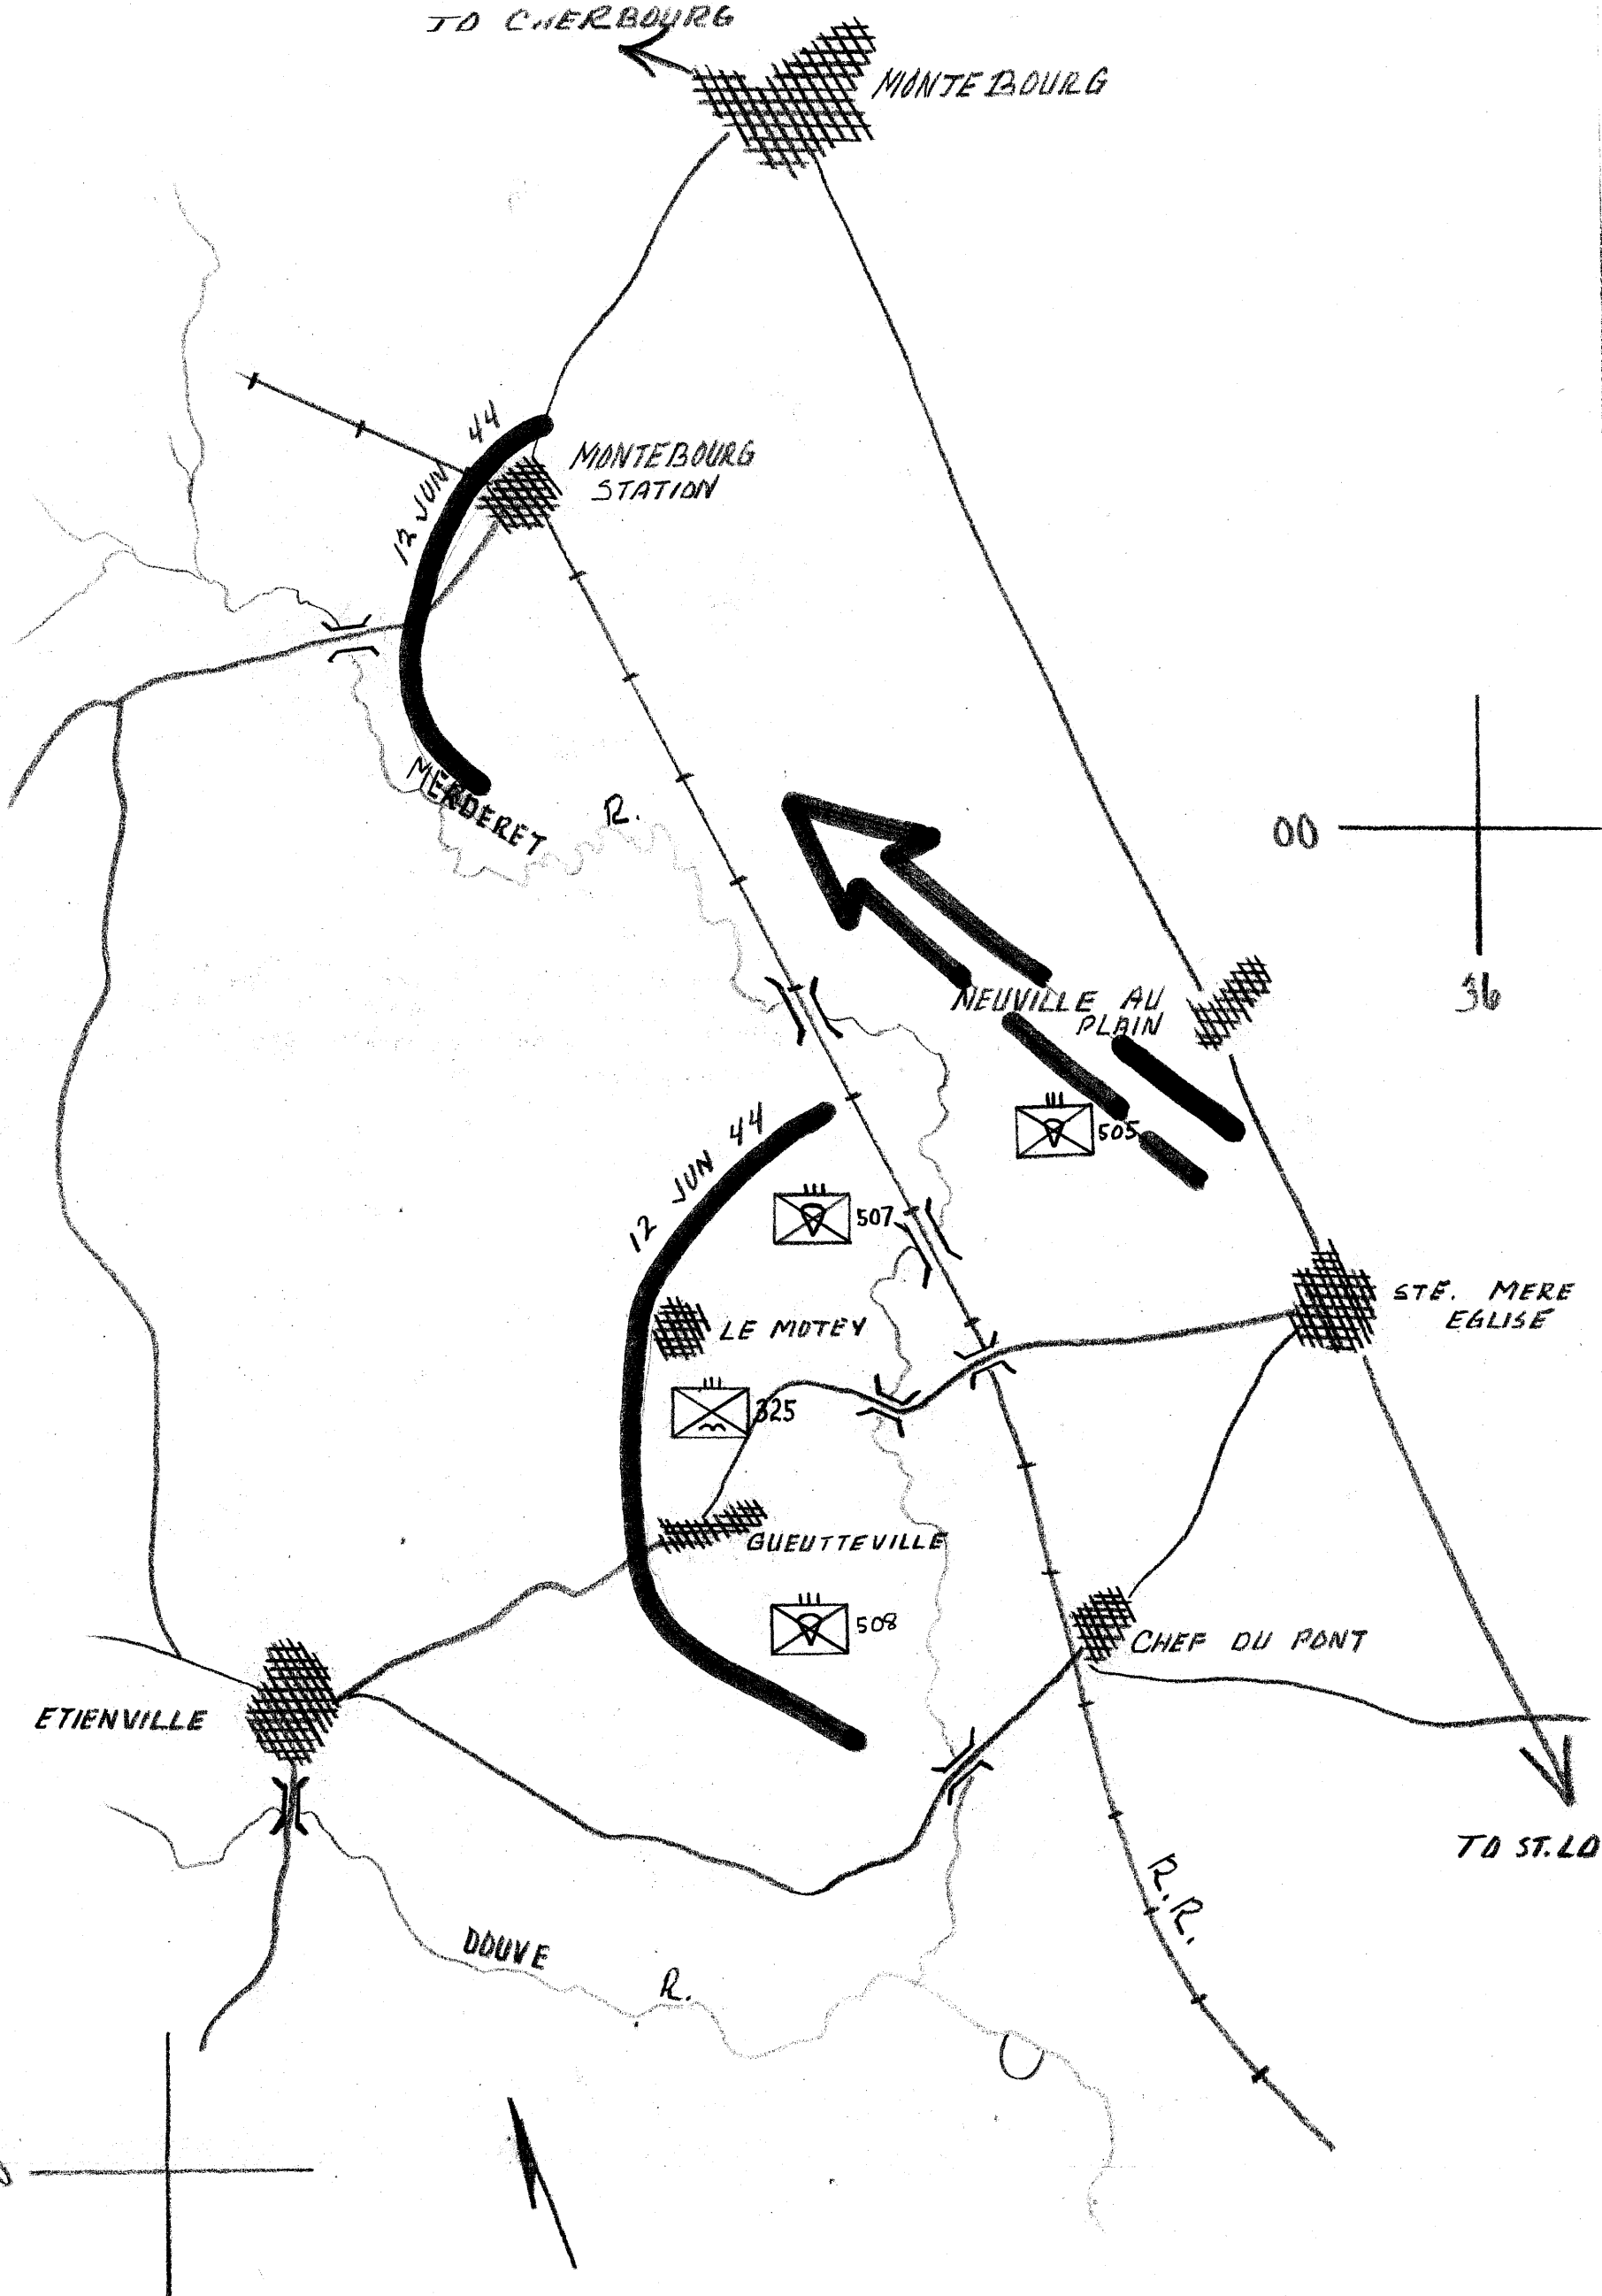 TO CHERBOURG
MONTEBOURG
12 JUN 44
MONTEBOURG
STATION
MERDERET R.
00
36
NEUVILLE AU
PLAIN
505
12 JUN 44
507
STE. MERE
EGLISE
LE MOTEY
325
GUEUTTEVILLE
508
CHEF DU PONT
ETIENVILLE
TO ST. LO
R.R.
DOUVE R.